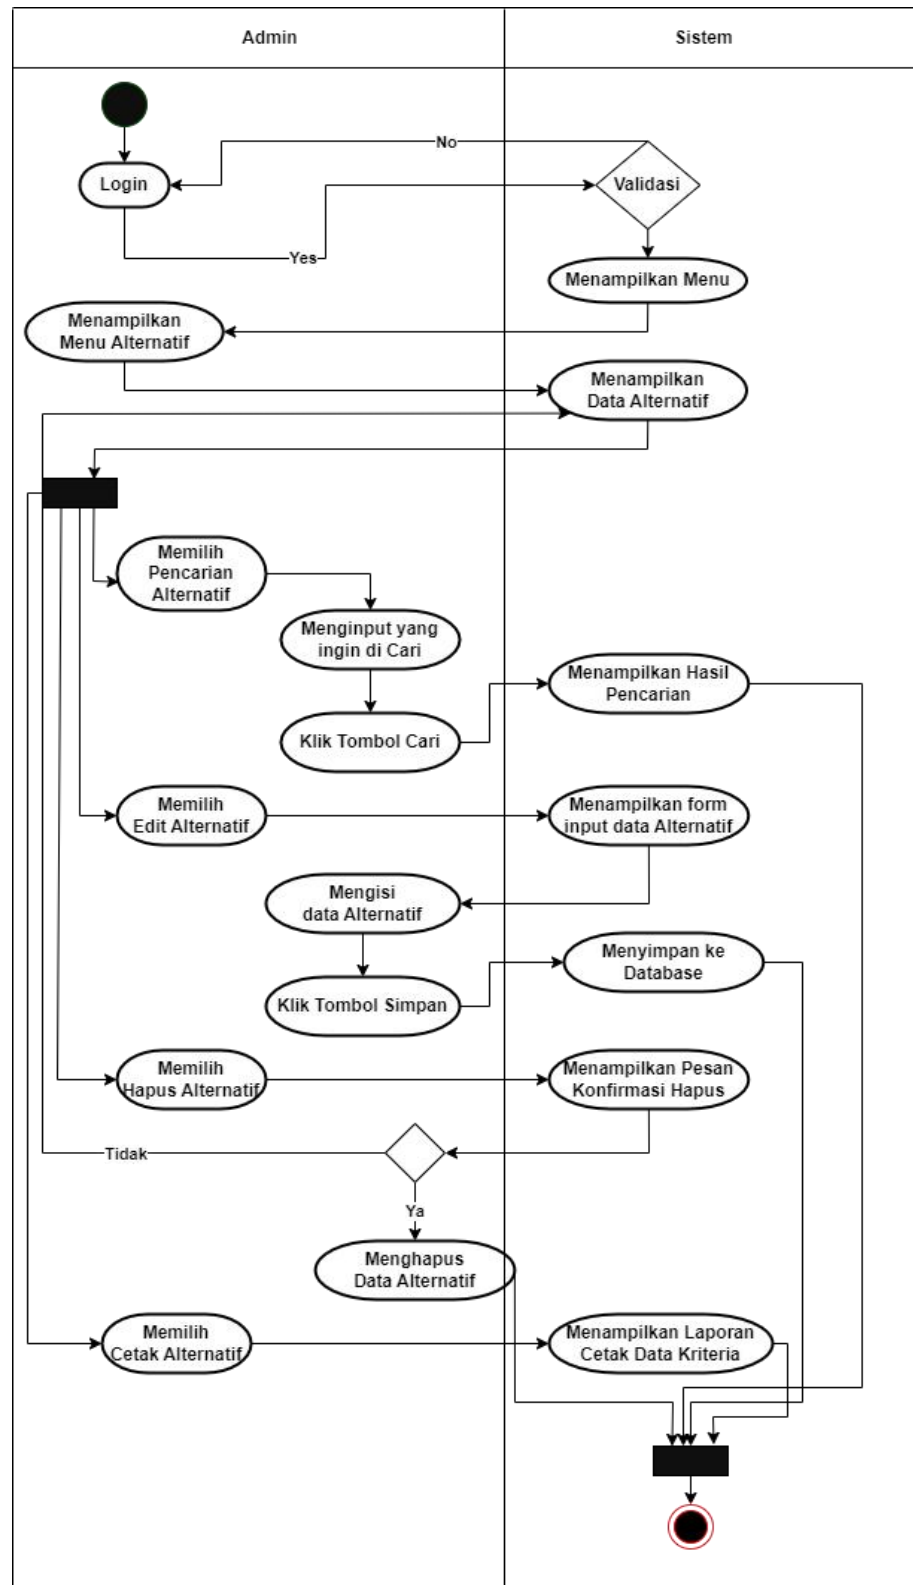 Admin
Sistem
No
Login
Validasi
Yes
Menampilkan Menu
Menampilkan
Menu Alternatif
Menampilkan
Data Alternatif
Memilih
Pencarian
Alternatif
Menginput yang
ingin di Cari
Menampilkan Hasil
Pencarian
Klik Tombol Cari
Memilih
Edit Alternatif
Menampilkan form
input data Alternatif
Mengisi
data Alternatif
Menyimpan ke
Database
Klik Tombol Simpan
Memilih
Hapus Alternatif
Menampilkan Pesan
Konfirmasi Hapus
Tidak
Ya
Menghapus
Data Alternatif
Memilih
Cetak Alternatif
Menampilkan Laporan
Cetak Data Kriteria